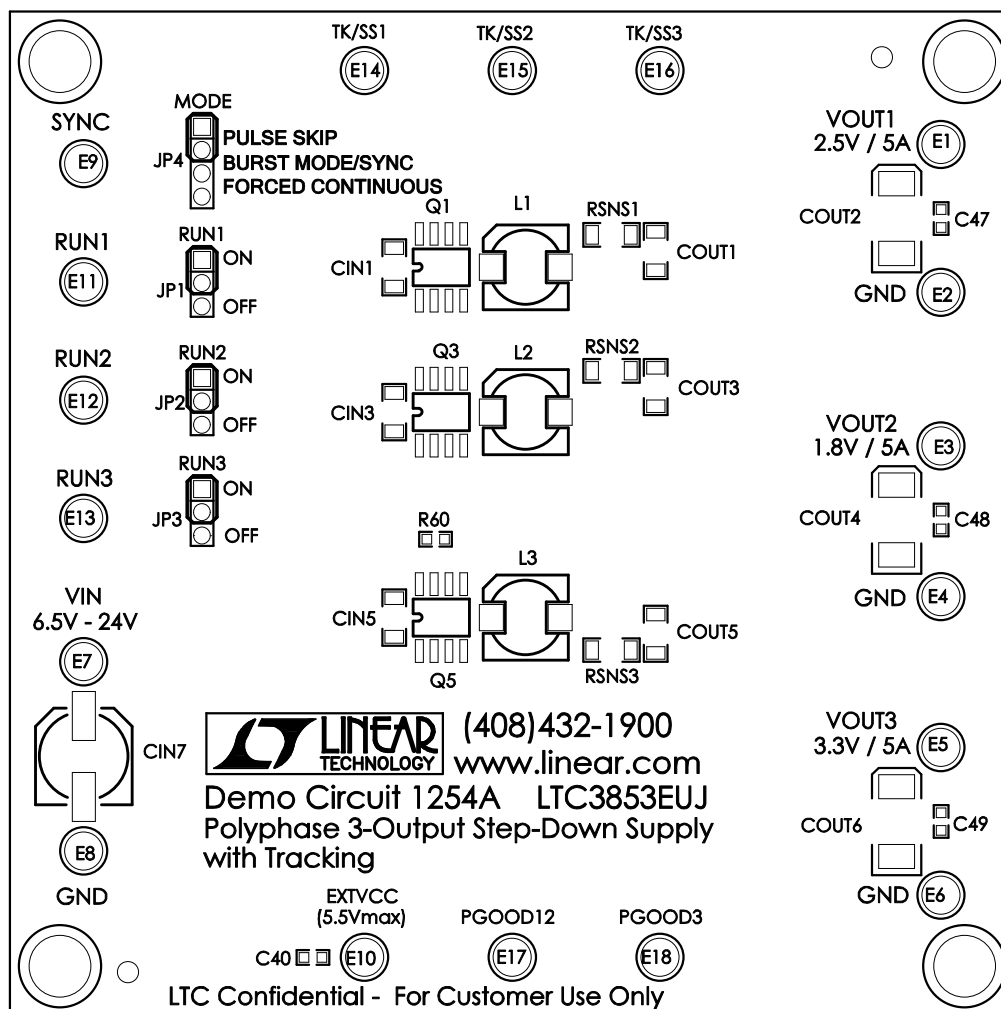 TK/SS1
E14
TK/SS2
E15
TK/SS3
E16
SYNC
E9
MODE
JP4
PULSE SKIP
BURST MODE/SYNC
FORCED CONTINUOUS
VOUT1
2.5V / 5A
E1
COUT2
C47
GND
E2
RUN1
E11
RUN1
ON
JP1
OFF
CIN1
Q1
L1
RSNS1
COUT1
RUN2
E12
RUN2
ON
JP2
OFF
CIN3
Q3
L2
RSNS2
COUT3
VOUT2
1.8V / 5A
E3
COUT4
C48
GND
E4
RUN3
E13
RUN3
ON
JP3
OFF
R60
CIN5
Q5
L3
RSNS3
COUT5
VIN
6.5V - 24V
E7
CIN7
E8
GND
VOUT3
3.3V / 5A
E5
COUT6
C49
GND
E6
LINEAR
TECHNOLOGY
(408)432-1900
www.linear.com
Demo Circuit 1254A LTC3853EUJ
Polyphase 3-Output Step-Down Supply
with Tracking
EXTVCC
(5.5Vmax)
C40
E10
PGOOD12
E17
PGOOD3
E18
LTC Confidential - For Customer Use Only